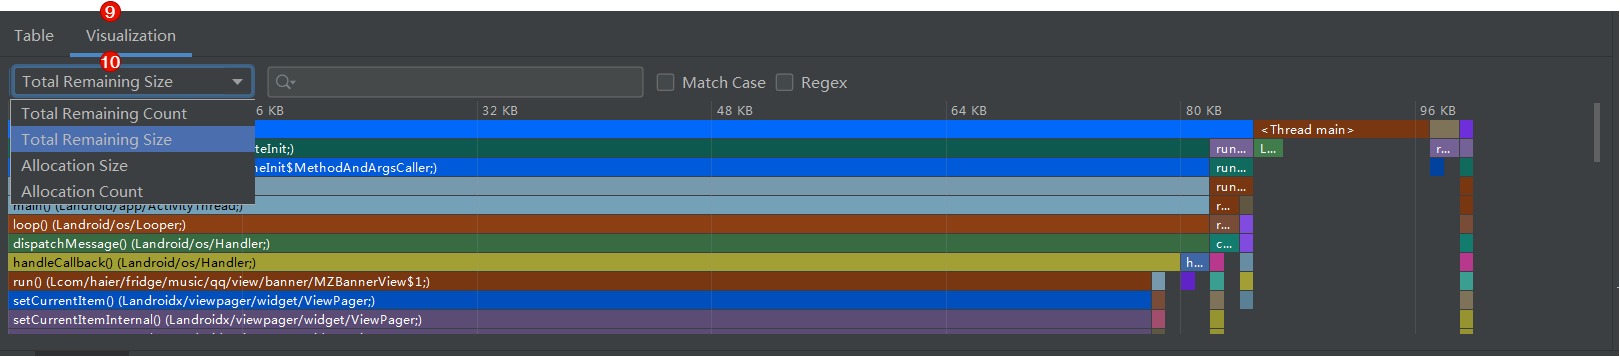 9
Table Visualization
10
Total Remaining Size Match Case Regex
Total Remaining Count
Total Remaining Size
Allocation Size
Allocation Count
6 KB 32 KB 48 KB 64 KB 80 KB 96 KB
<Thread main>
teInit;) run... L... r...
neInit$MethodAndArgsCaller;) run...
run...
main() (Landroid/app/ActivityThread;) r...
loop() (Landroid/os/Looper;) r...
dispatchMessage() (Landroid/os/Handler;) c...
handleCallback() (Landroid/os/Handler;) h...
run() (Lcom/haier/fridge/music/qq/view/banner/MZBannerView$1;)
setCurrentItem() (Landroidx/viewpager/widget/ViewPager;)
setCurrentItemInternal() (Landroidx/viewpager/widget/ViewPager;)